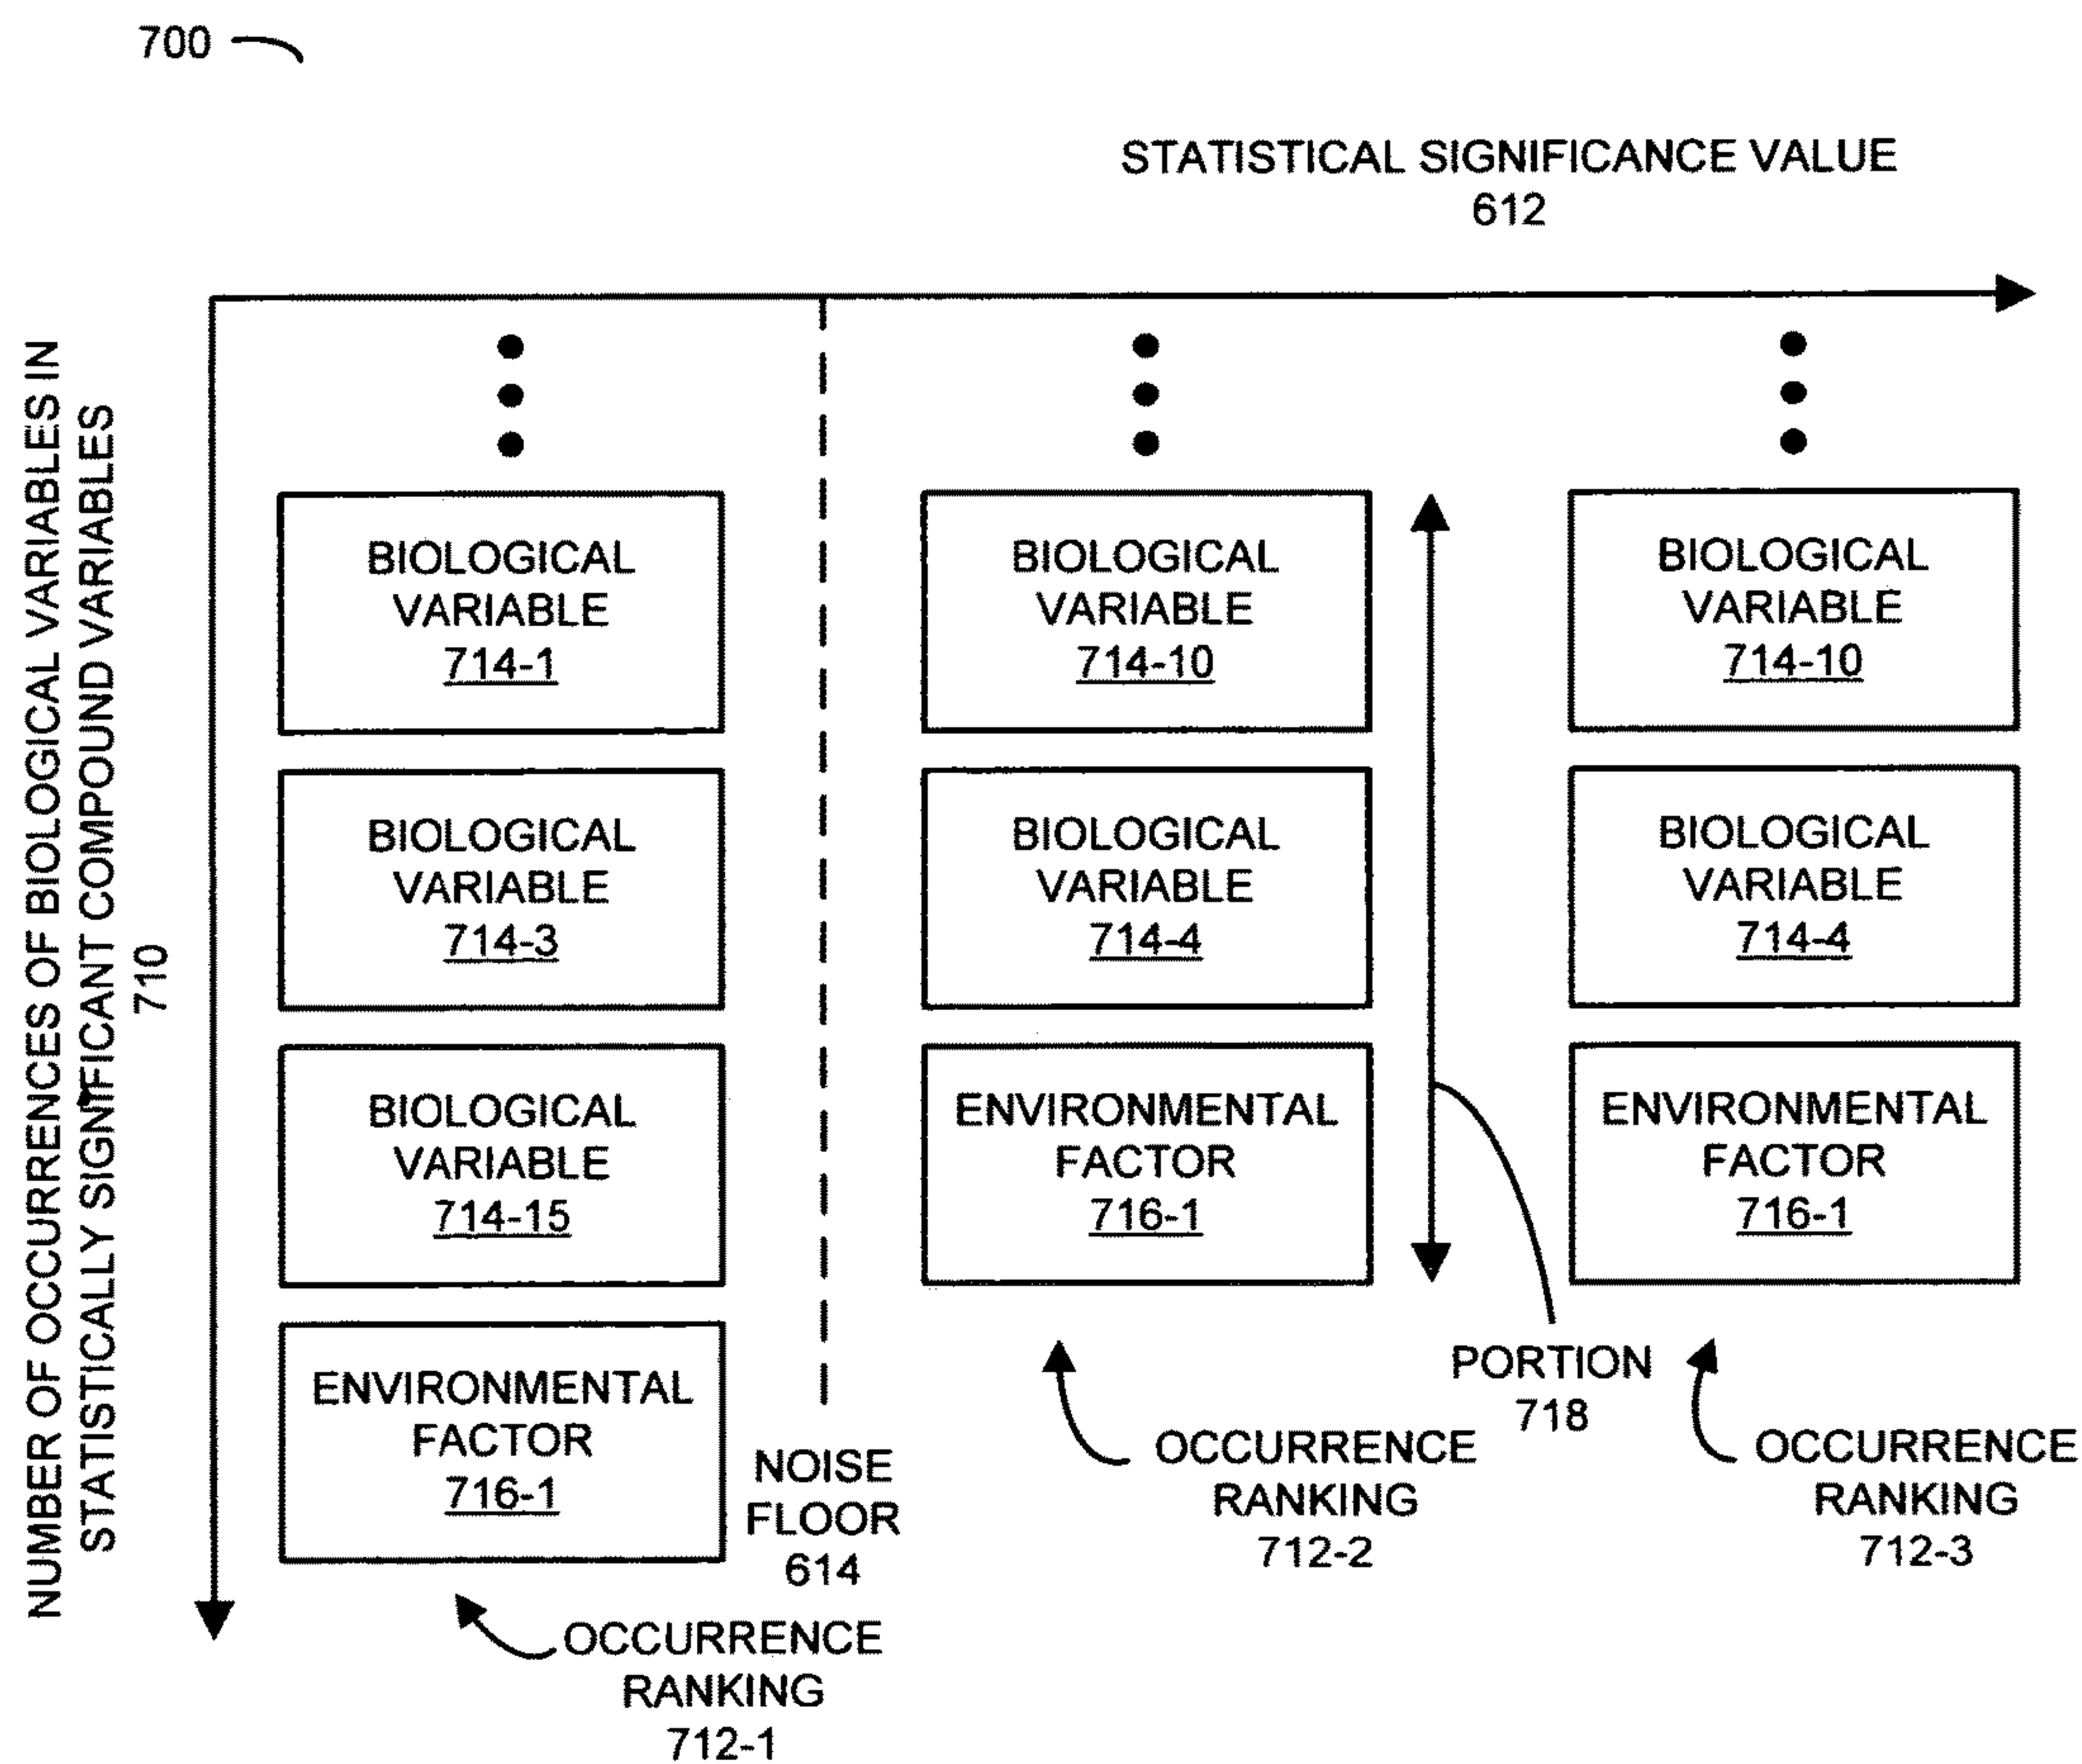 700
STATISTICAL SIGNIFICANCE VALUE
612
NUMBER OF OCCURRENCES OF BIOLOGICAL VARIABLES IN
STATISTICALLY SIGNIFICANT COMPOUND VARIABLES
710
BIOLOGICAL
VARIABLE
714-1
BIOLOGICAL
VARIABLE
714-3
BIOLOGICAL
VARIABLE
714-15
ENVIRONMENTAL
FACTOR
716-1
OCCURRENCE
RANKING
712-1
NOISE
FLOOR
614
BIOLOGICAL
VARIABLE
714-10
BIOLOGICAL
VARIABLE
714-4
ENVIRONMENTAL
FACTOR
716-1
OCCURRENCE
RANKING
712-2
PORTION
718
BIOLOGICAL
VARIABLE
714-10
BIOLOGICAL
VARIABLE
714-4
ENVIRONMENTAL
FACTOR
716-1
OCCURRENCE
RANKING
712-3